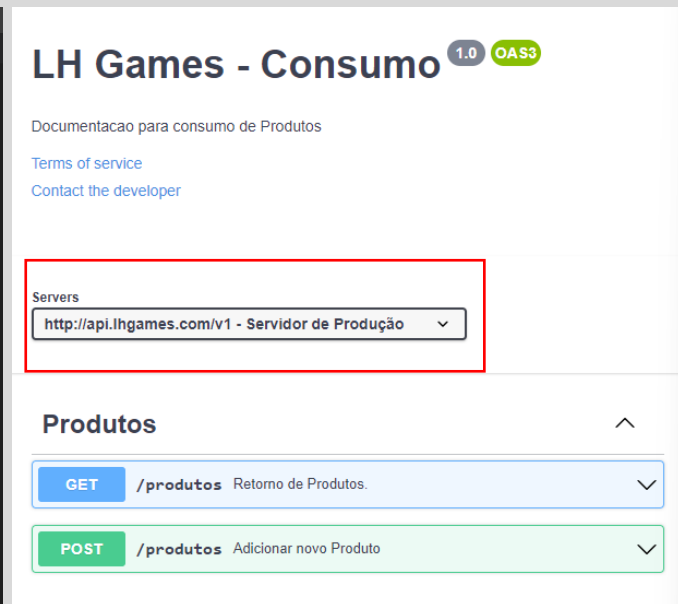 LH Games - Consumo 1.0 OAS3
Documentacao para consumo de Produtos
Terms of service
Contact the developer
Servers
http://api.lhgames.com/v1 - Servidor de Produção
Produtos
GET /produtos Retorno de Produtos.
POST /produtos Adicionar novo Produto